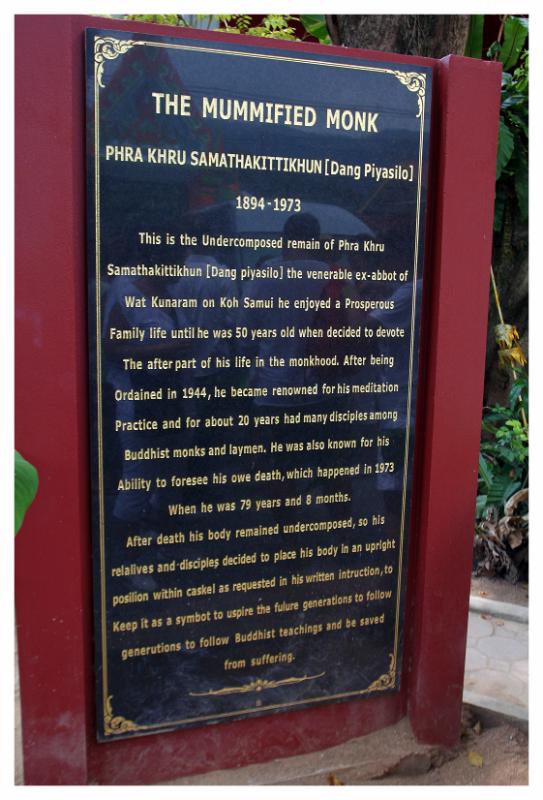 THE MUMMIFIED MONK
PHRA KHRU SAMATHAKITTIKHUN [Dang Piyasilo]
1894-1973
This is the Undercomposed remain of Phra Khru
Samathakittikhun [Dang piyasilo] the venerable ex-abbot of
Wat Kunaram on Koh Samui he enjoyed a Prosperous
Family life until he was 50 years old when decided to devote
The after part of his life in the monkhood. After being
Ordained in 1944, he became renowned for his meditation
Practice and for about 20 years had many disciples among
Buddhist monks and laymen. He was also known for his
Ability to foresee his owe death, which happened in 1973
When he was 79 years and 8 months.
After death his body remained undercomposed, so his
relalives and disciples decided to place his body in an upright
posilion within caskel as requested in his written intruction, to
Keep it as a symbot to uspire the fulure generations to follow
generutions to follow Buddhist teachings and be saved
from suffering.